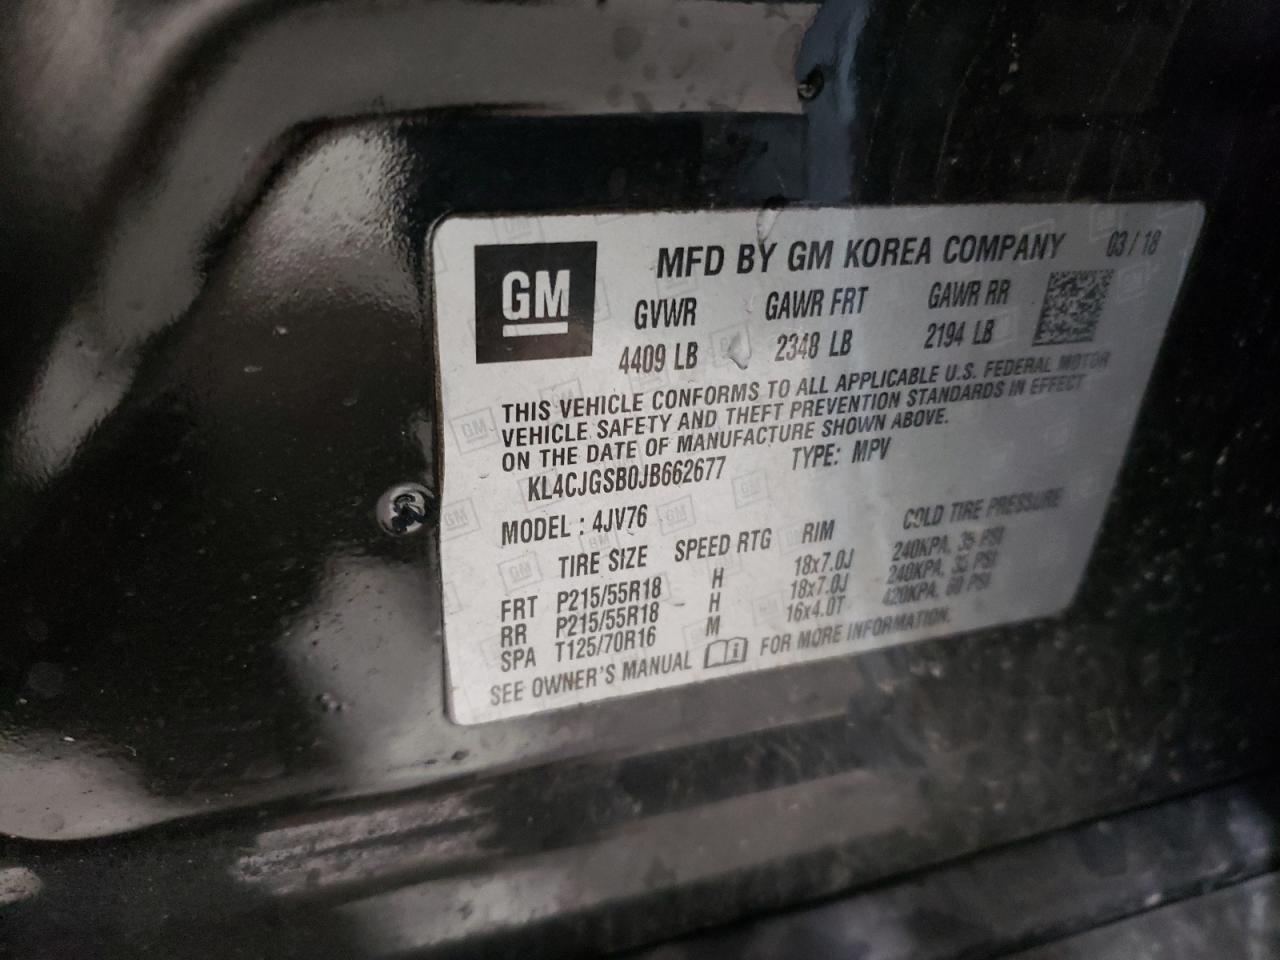 GM
MFD BY GM KOREA COMPANY 03/18
GVWR GAWR FRT GAWR RR
4409 LB 2348 LB 2194 LB
THIS VEHICLE CONFORMS TO ALL APPLICABLE U.S. FEDERAL MOTOR
VEHICLE SAFETY AND THEFT PREVENTION STANDARDS IN EFFECT
ON THE DATE OF MANUFACTURE SHOWN ABOVE.
KL4CJGSB0JB662677 TYPE: MPV
MODEL : 4JV76
TIRE SIZE SPEED RTG RIM COLD TIRE PRESSURE
FRT P215/55R18 H 18x7.0J 240KPA, 35 PSI
RR P215/55R18 H 18x7.0J 240KPA, 35 PSI
SPA T125/70R16 M 16x4.0T 420KPA, 60 PSI
SEE OWNER'S MANUAL FOR MORE INFORMATION.